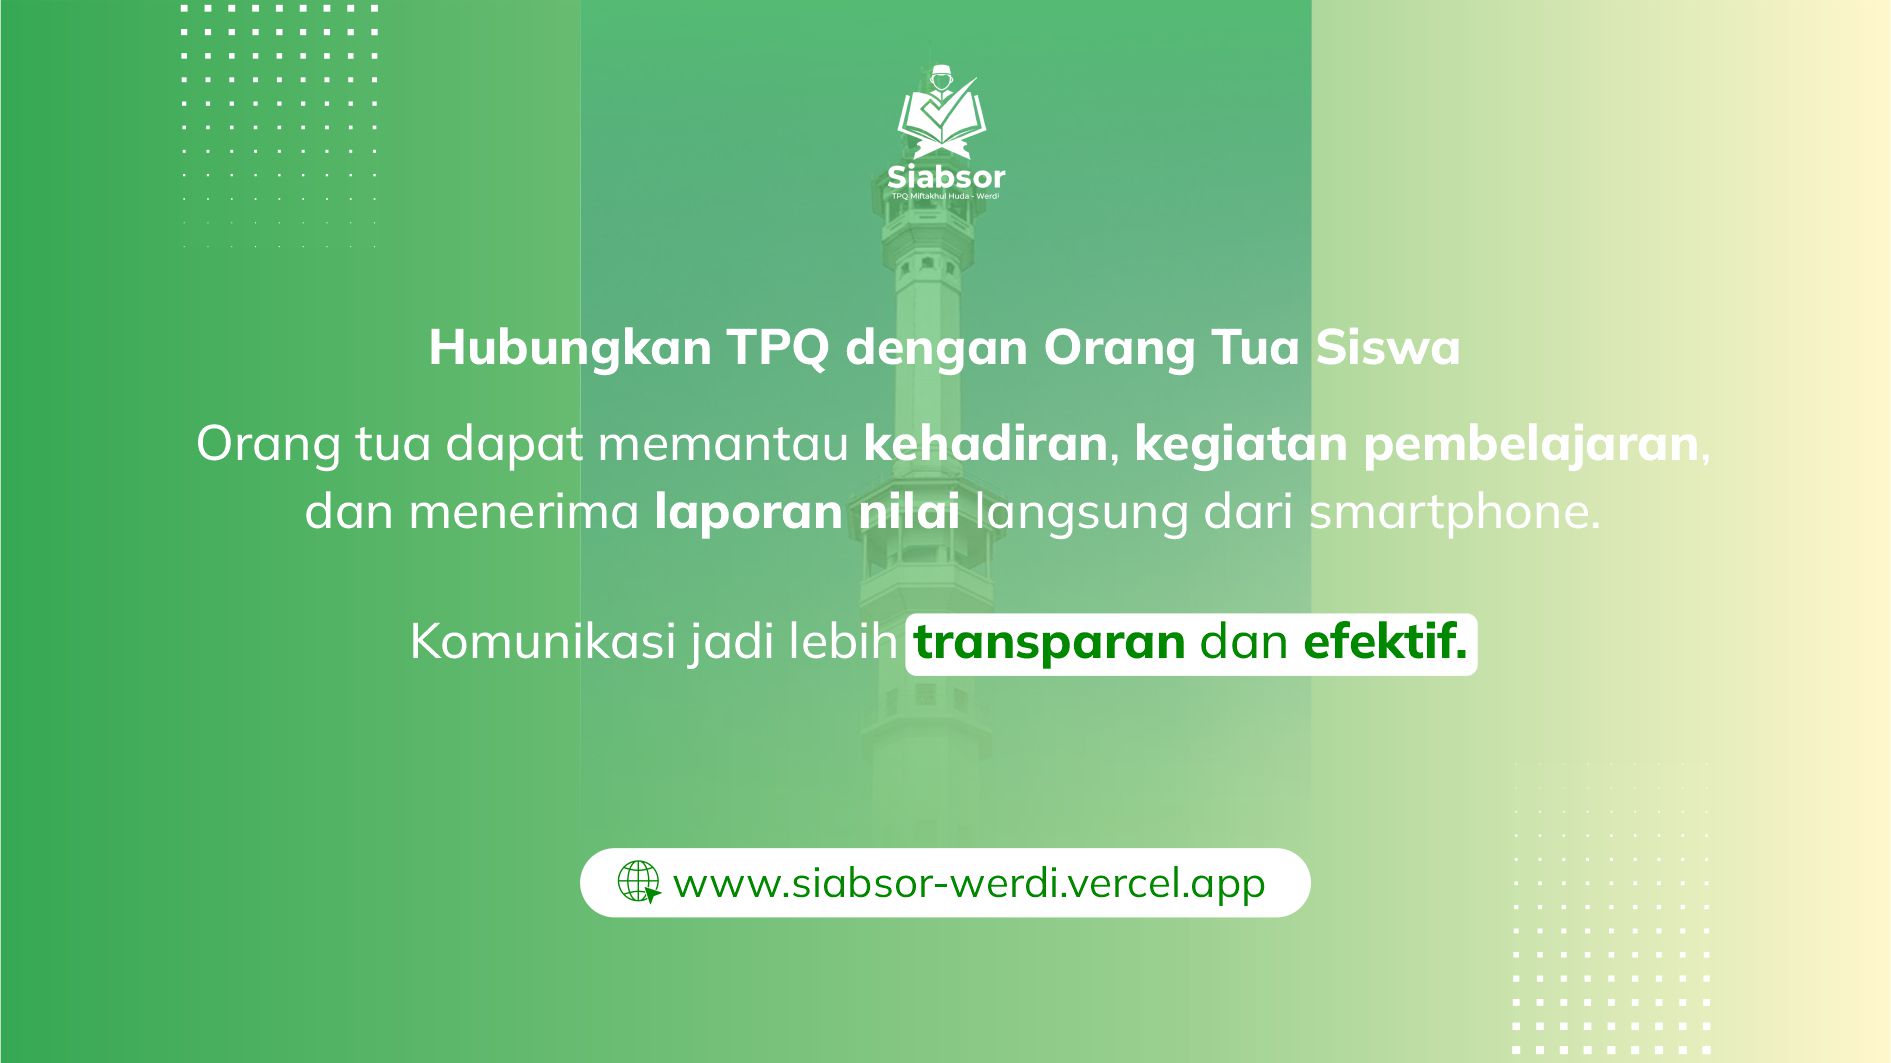 Siabsor
TPQ Miftakhul Huda - Werdi
Hubungkan TPQ dengan Orang Tua Siswa
Orang tua dapat memantau kehadiran, kegiatan pembelajaran,
dan menerima laporan nilai langsung dari smartphone.
Komunikasi jadi lebih transparan dan efektif.
www.siabsor-werdi.vercel.app